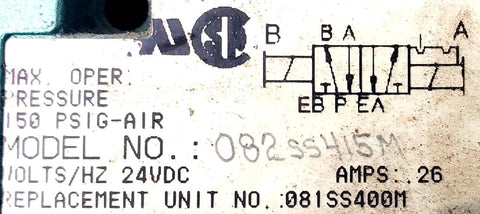 B B A A
MAX. OPER.
PRESSURE
150 PSIG-AIR
EB P EA
MODEL NO.: 082SS415M
VOLTS/HZ 24VDC AMPS: .26
REPLACEMENT UNIT NO.:081SS400M